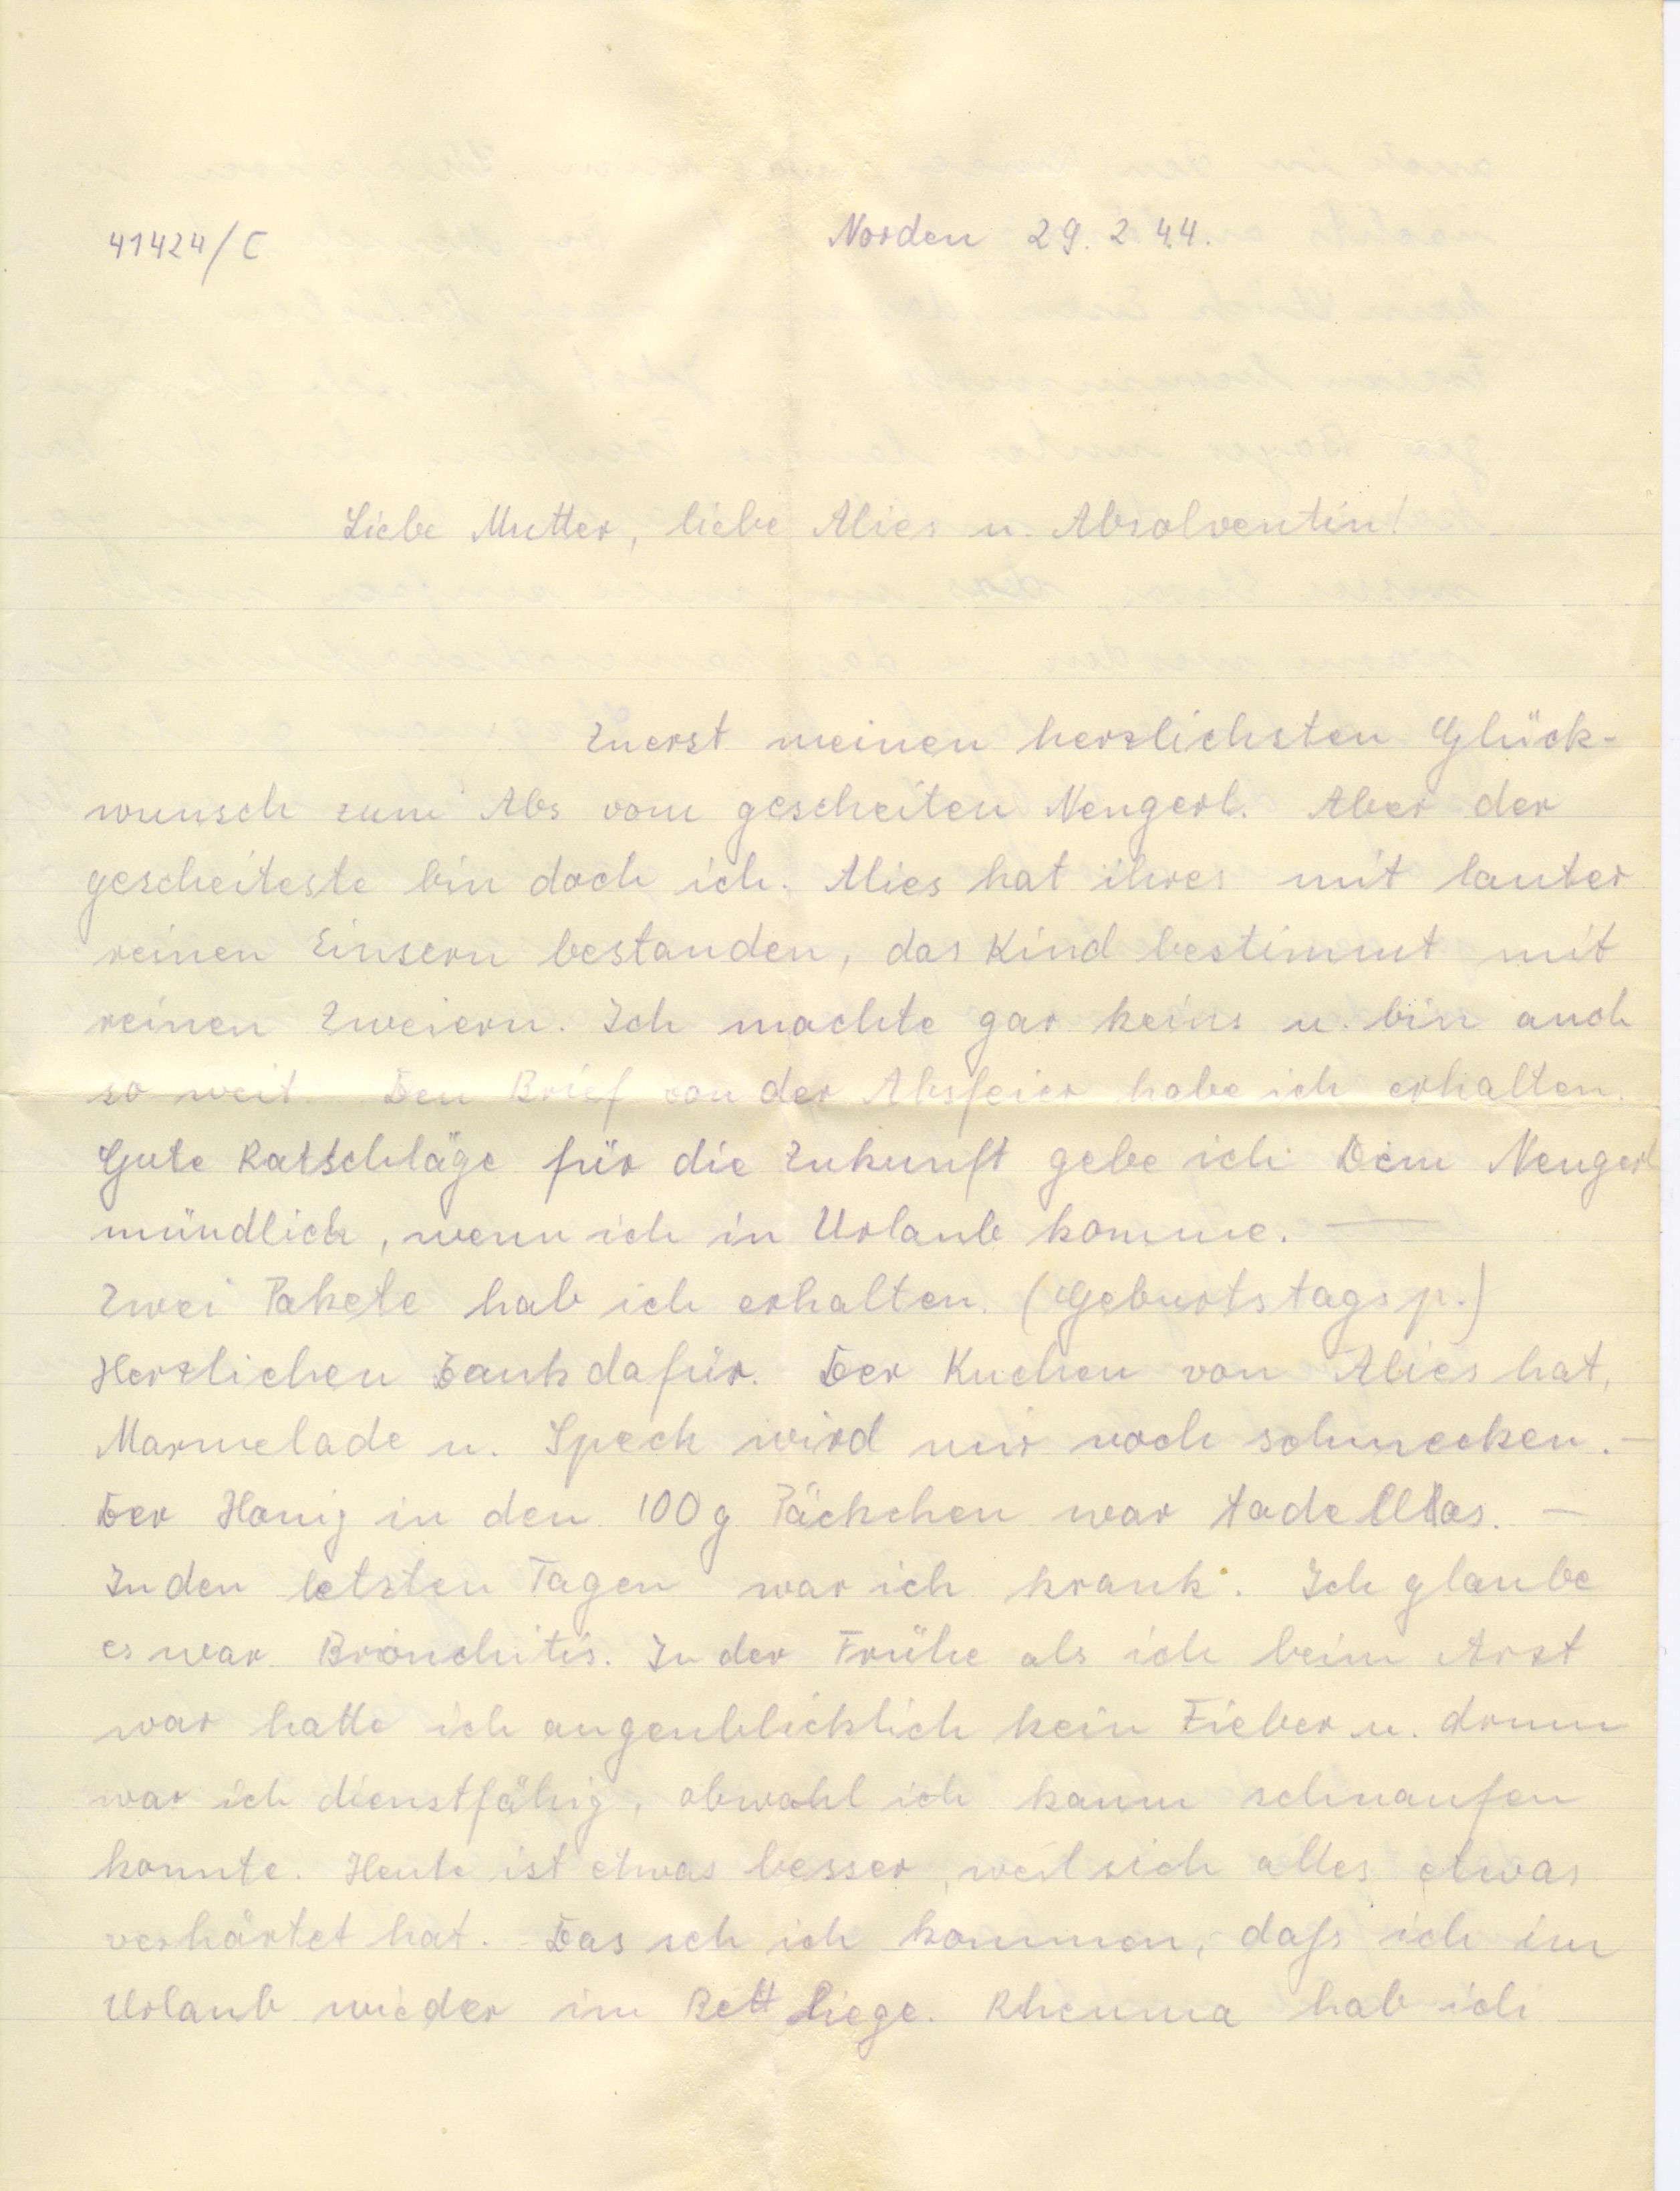 41424/C
Norden 29. 2. 44.
Liebe Mutter, liebe Alies u. Absolventin!
Zuerst meinen herzlichsten Glück-
wunsch zum Abs vom gescheiten Neugerl. Aber der
gescheiteste bin doch ich. Alies hat ihres mit lauter
reinen Einsern bestanden, das Kind bestimmt mit
reinen Zweiern. Ich machte gar keins u. bin auch
so weit. Den Brief von der Absfeier habe ich erhalten.
Gute Ratschläge für die Zukunft gebe ich Dem Neugerl
mündlich, wenn ich in Urlaub komme. —
Zwei Pakete hab ich erhalten. (Geburtstagsp.)
Herzlichen Dank dafür. Der Kuchen von Alies hat,
Marmelade u. Speck wird mir noch schmecken. —
Der Honig in den 100 g Päckchen war tadellos. —
In den letzten Tagen war ich krank. Ich glaube
es war Bronchitis. In der Frühe als ich beim Arzt
war hatte ich augenblicklich kein Fieber u. drum
war ich dienstfähig, obwohl ich kaum schnaufen
konnte. Heute ist etwas besser, weil sich alles etwas
verhärtet hat. Das seh ich kommen, daß ich im
Urlaub wieder im Bett liege. Rheuma hab ich